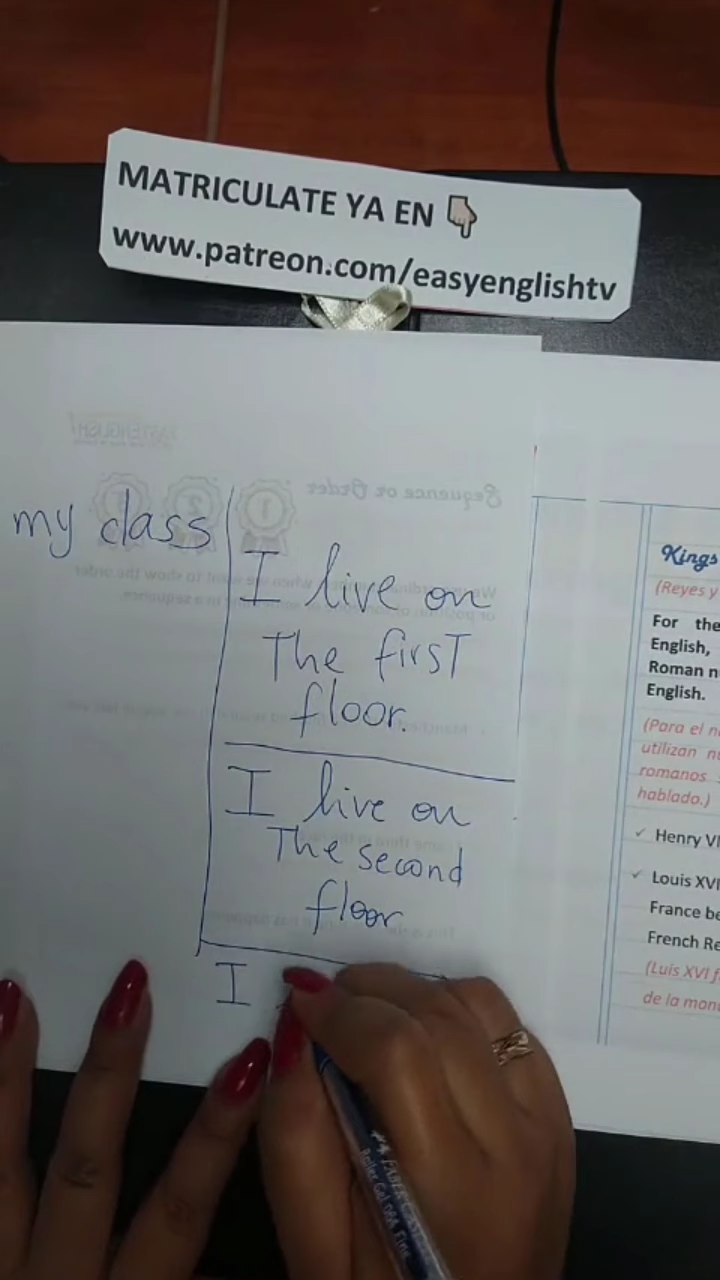 MATRICULATE YA EN
www.patreon.com/easyenglishtv
my class
I live on
The first
floor.
I live on
The second
floor
I
Sequence or Order
Kings
(Reyes y
For the
English,
Roman n
English.
(Para el n
utilizan nu
romanos
hablado.)
Henry VI
Louis XVI
France be
French Re
(Luis XVI f
de la mon